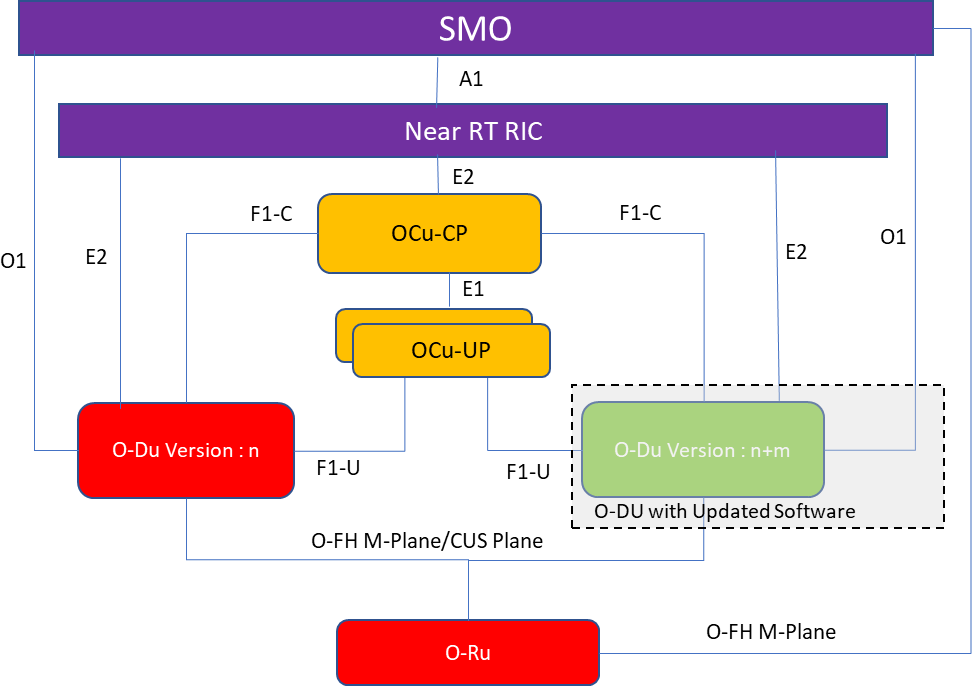 SMO
A1
Near RT RIC
E2
F1-C
F1-C
OCu-CP
O1
E2
E2
O1
E1
OCu-UP
O-Du Version : n
F1-U
F1-U
O-Du Version : n+m
O-DU with Updated Software
O-FH M-Plane/CUS Plane
O-FH M-Plane
O-Ru